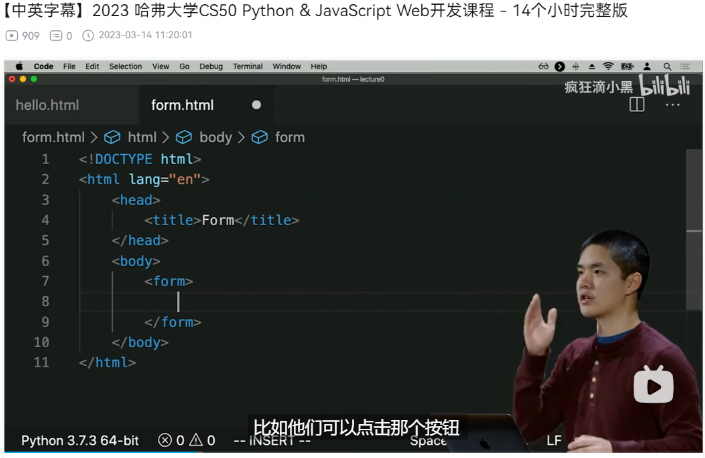 【中英字幕】2023 哈弗大学CS50 Python & JavaScript Web开发课程 - 14个小时完整版
909 0 2023-03-14 11:20:01
Code File Edit Selection View Go Debug Terminal Window Help
form.html — lecture0
疯狂滴小黑 bilibili
hello.html form.html
form.html > html > body > form
1 <!DOCTYPE html>
2 <html lang="en">
3 <head>
4 <title>Form</title>
5 </head>
6 <body>
7 <form>
8
9 </form>
10 </body>
11 </html>
比如他们可以点击那个按钮
Python 3.7.3 64-bit 0 0 -- INSERT -- Space LF